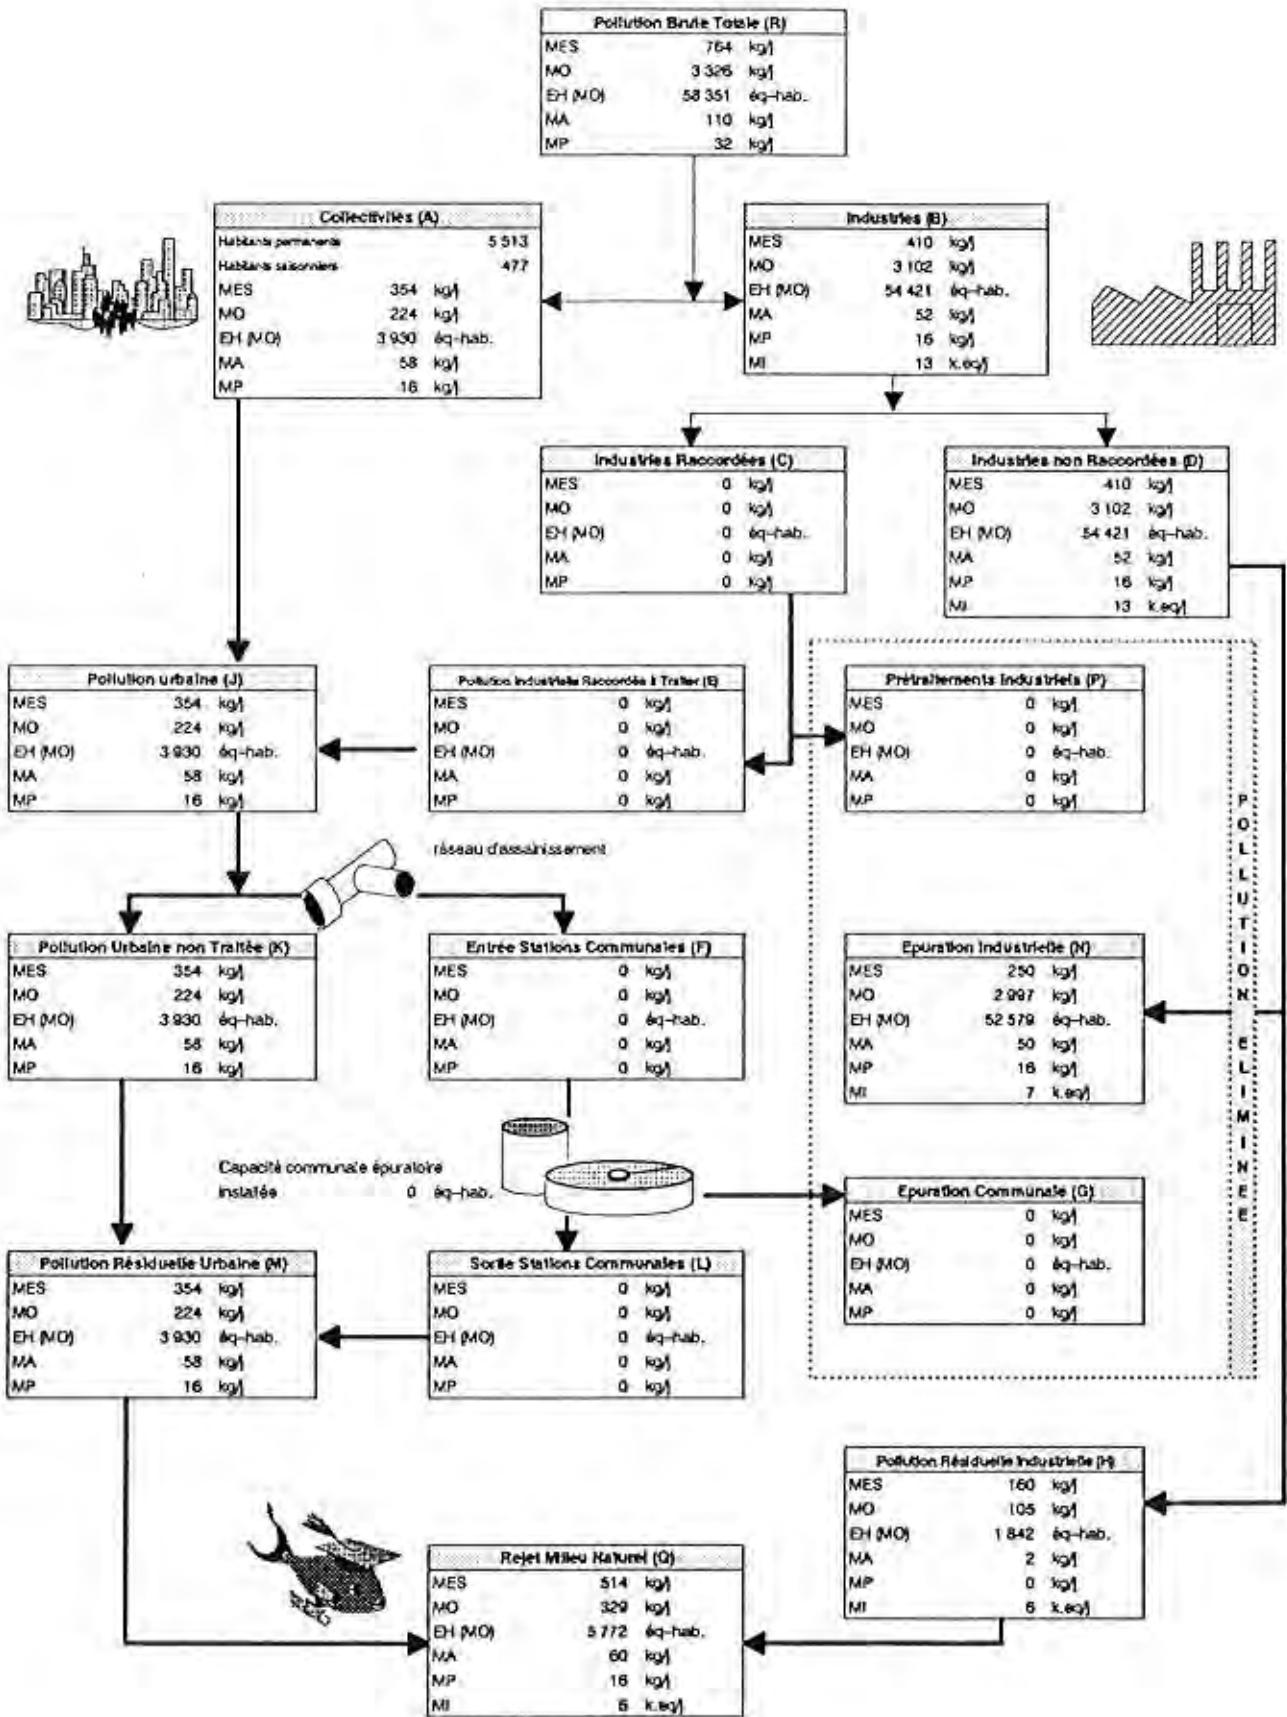 Pollution Brute Totale (R)
MES 764 kg/j
MO 3 326 kg/j
EH (MO) 58 351 éq-hab.
MA 110 kg/j
MP 32 kg/j
Collectivités (A)
Habitants permanents 5 513
Habitants saisonniers 477
MES 354 kg/j
MO 224 kg/j
EH (MO) 3 930 éq-hab.
MA 58 kg/j
MP 16 kg/j
Industries (B)
MES 410 kg/j
MO 3 102 kg/j
EH (MO) 54 421 éq-hab.
MA 52 kg/j
MP 16 kg/j
MI 13 k.éq/j
Industries Raccordées (C)
MES 0 kg/j
MO 0 kg/j
EH (MO) 0 éq-hab.
MA 0 kg/j
MP 0 kg/j
Industries non Raccordées (D)
MES 410 kg/j
MO 3 102 kg/j
EH (MO) 54 421 éq-hab.
MA 52 kg/j
MP 16 kg/j
MI 13 k.eq/j
Pollution urbaine (J)
MES 354 kg/j
MO 224 kg/j
EH (MO) 3 930 éq-hab.
MA 58 kg/j
MP 16 kg/j
Pollution Industrielle Raccordée à Traiter (E)
MES 0 kg/j
MO 0 kg/j
EH (MO) 0 éq-hab.
MA 0 kg/j
MP 0 kg/j
Prétraitements Industriels (P)
MES 0 kg/j
MO 0 kg/j
EH (MO) 0 éq-hab.
MA 0 kg/j
MP 0 kg/j
POLLUTION ELIMINEE
réseau d'assainissement
Pollution Urbaine non Traitée (K)
MES 354 kg/j
MO 224 kg/j
EH (MO) 3 930 éq-hab.
MA 58 kg/j
MP 16 kg/j
Entrée Stations Communales (F)
MES 0 kg/j
MO 0 kg/j
EH (MO) 0 éq-hab.
MA 0 kg/j
MP 0 kg/j
Epuration Industrielle (N)
MES 250 kg/j
MO 2 997 kg/j
EH (MO) 52 579 éq-hab.
MA 50 kg/j
MP 16 kg/j
MI 7 k.eq/j
Capacité communale épuratoire
installée 0 éq-hab.
Epuration Communale (G)
MES 0 kg/j
MO 0 kg/j
EH (MO) 0 éq-hab.
MA 0 kg/j
MP 0 kg/j
Pollution Résiduelle Urbaine (M)
MES 354 kg/j
MO 224 kg/j
EH (MO) 3 930 éq-hab.
MA 58 kg/j
MP 16 kg/j
Sortie Stations Communales (L)
MES 0 kg/j
MO 0 kg/j
EH (MO) 0 éq-hab.
MA 0 kg/j
MP 0 kg/j
Pollution Résiduelle Industrielle (H)
MES 160 kg/j
MO 105 kg/j
EH (MO) 1 842 éq-hab.
MA 2 kg/j
MP 0 kg/j
MI 6 k.eq/j
Rejet Milieu Naturel (Q)
MES 514 kg/j
MO 329 kg/j
EH (MO) 5 772 éq-hab.
MA 60 kg/j
MP 16 kg/j
MI 6 k.eq/j